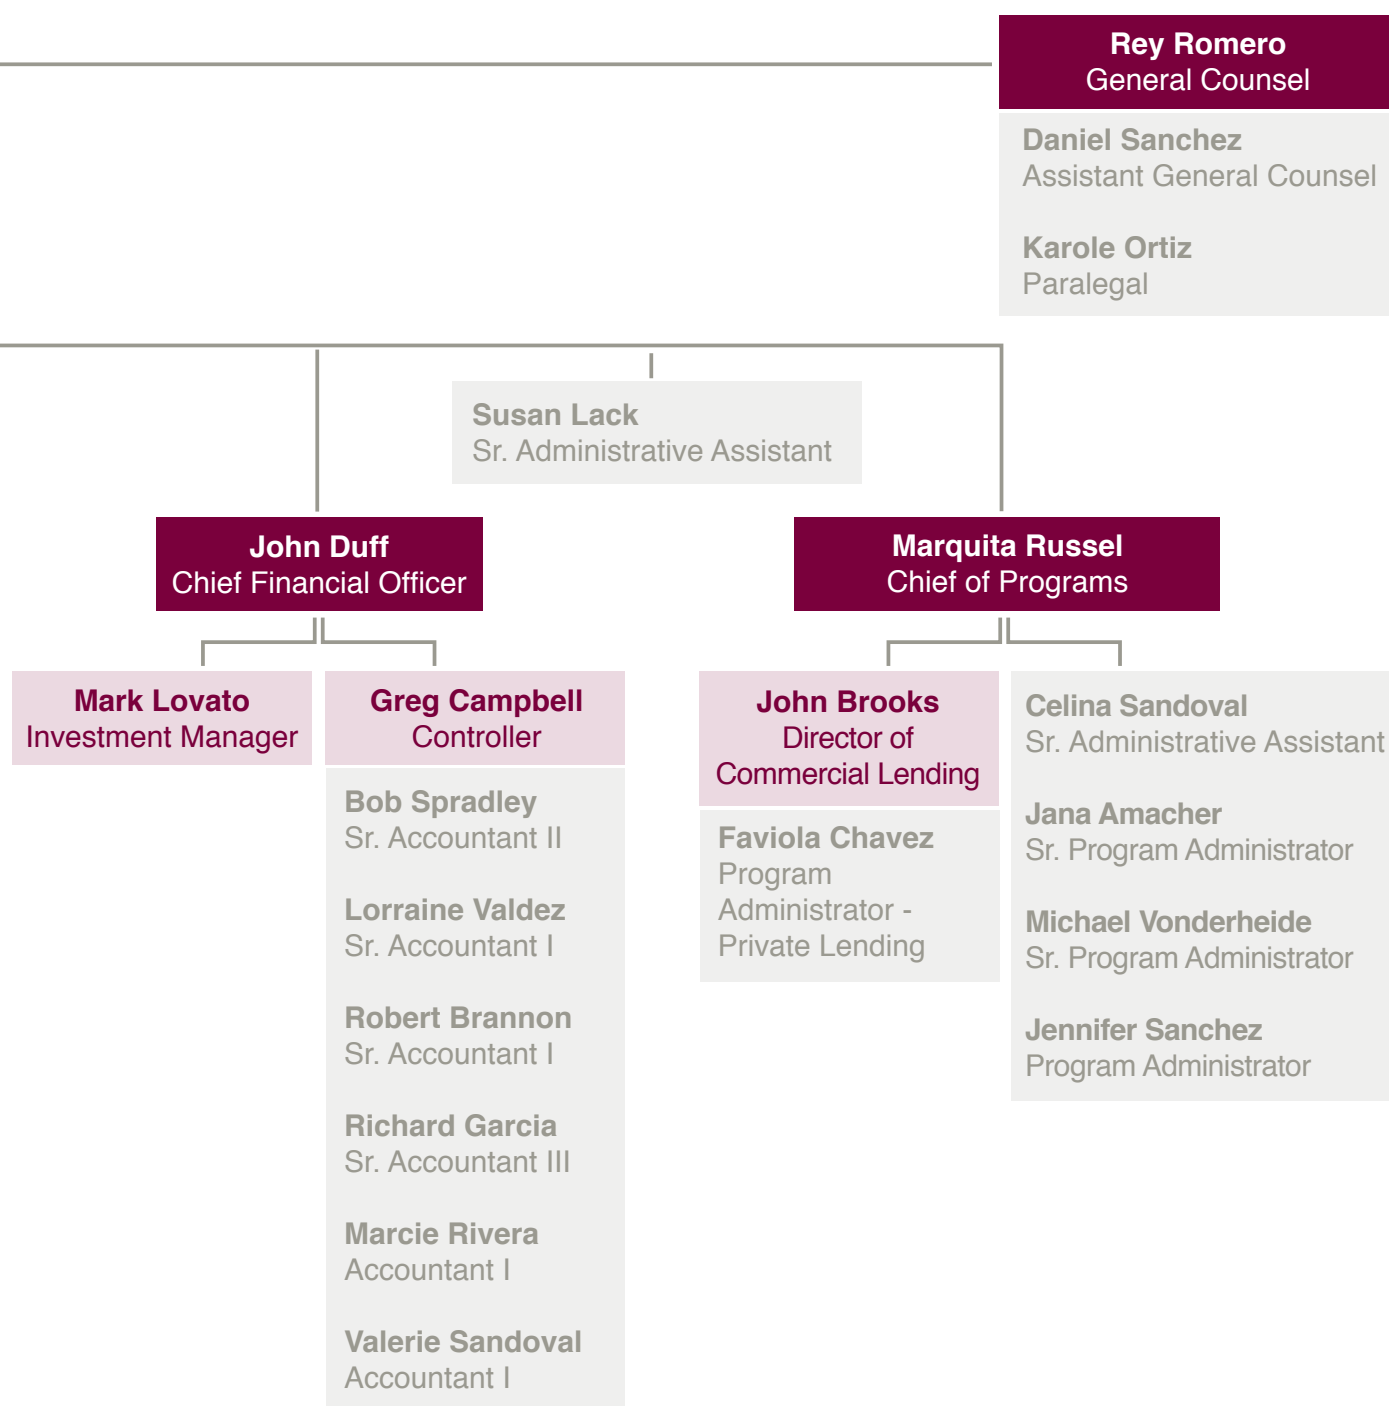 Rey Romero
General Counsel
Daniel Sanchez
Assistant General Counsel
Karole Ortiz
Paralegal
Susan Lack
Sr. Administrative Assistant
John Duff
Chief Financial Officer
Marquita Russel
Chief of Programs
Mark Lovato
Investment Manager
Greg Campbell
Controller
Bob Spradley
Sr. Accountant II
Lorraine Valdez
Sr. Accountant I
Robert Brannon
Sr. Accountant I
Richard Garcia
Sr. Accountant III
Marcie Rivera
Accountant I
Valerie Sandoval
Accountant I
John Brooks
Director of
Commercial Lending
Faviola Chavez
Program
Administrator -
Private Lending
Celina Sandoval
Sr. Administrative Assistant
Jana Amacher
Sr. Program Administrator
Michael Vonderheide
Sr. Program Administrator
Jennifer Sanchez
Program Administrator